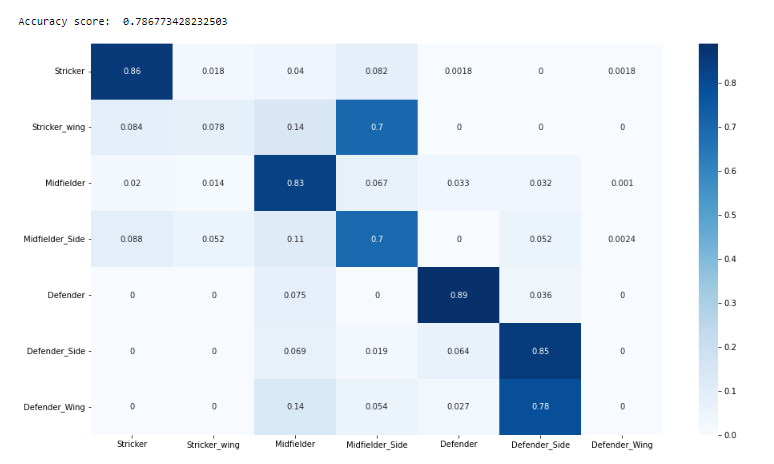 Accuracy score:  0.786773428232503
Stricker 0.86 0.018 0.04 0.082 0.0018 0 0.0018
Stricker_wing 0.084 0.078 0.14 0.7 0 0 0
Midfielder 0.02 0.014 0.83 0.067 0.033 0.032 0.001
Midfielder_Side 0.088 0.052 0.11 0.7 0 0.052 0.0024
Defender 0 0 0.075 0 0.89 0.036 0
Defender_Side 0 0 0.069 0.019 0.064 0.85 0
Defender_Wing 0 0 0.14 0.054 0.027 0.78 0
Stricker Stricker_wing Midfielder Midfielder_Side Defender Defender_Side Defender_Wing
0.8
0.7
0.6
0.5
0.4
0.3
0.2
0.1
0.0